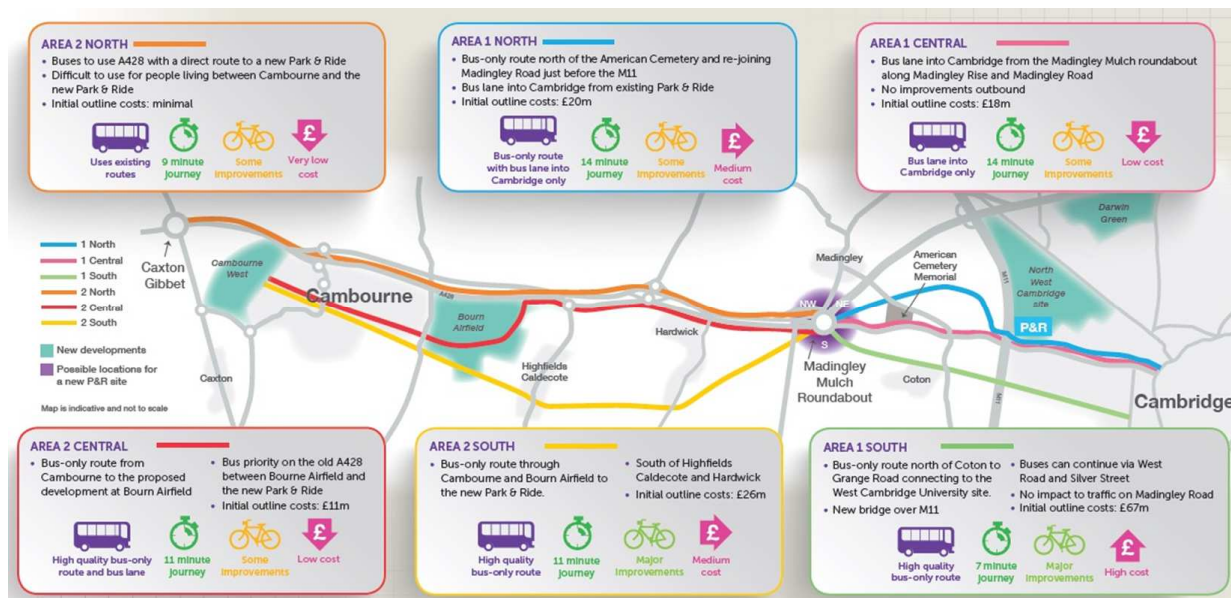 AREA 2 NORTH
• Buses to use A428 with a direct route to a new Park & Ride
• Difficult to use for people living between Cambourne and the
new Park & Ride
• Initial outline costs: minimal
Uses existing
routes
9 minute
journey
Some
improvements
£
Very low
cost
AREA 1 NORTH
• Bus-only route north of the American Cemetery and re-joining
Madingley Road just before the M11
• Bus lane into Cambridge from existing Park & Ride
• Initial outline costs: £20m
Bus-only route
with bus lane into
Cambridge only
14 minute
journey
Some
improvements
£
Medium
cost
AREA 1 CENTRAL
• Bus lane into Cambridge from the Madingley Mulch roundabout
along Madingley Rise and Madingley Road
• No improvements outbound
• Initial outline costs: £18m
Bus lane into
Cambridge only
14 minute
journey
Some
improvements
£
Low cost
1 North
1 Central
1 South
2 North
2 Central
2 South
New developments
Possible locations for
a new P&R site
Map is indicative and not to scale
Caxton
Gibbet
Cambourne
West
Cambourne
Caxton
M28
Bourn
Airfield
Highfields
Caldecote
Hardwick
Madingley
NW NE
S
Madingley
Mulch
Roundabout
American
Cemetery
Memorial
Coton
M11
M11
P&R
North
West
Cambridge
site
Darwin
Green
Cambridge
AREA 2 CENTRAL
• Bus-only route from
Cambourne to the proposed
development at Bourn Airfield
• Bus priority on the old A428
between Bourne Airfield and
the new Park & Ride
• Initial outline costs: £11m
High quality bus-only
route and bus lane
11 minute
journey
Some
improvements
£
Low cost
AREA 2 SOUTH
• Bus-only route through
Cambourne and Bourn Airfield to
the new Park & Ride.
• South of Highfields
Caldecote and Hardwick
• Initial outline costs: £26m
High quality
bus-only route
11 minute
journey
Major
improvements
£
Medium
cost
AREA 1 SOUTH
• Bus-only route north of Coton to
Grange Road connecting to the
West Cambridge University site.
• New bridge over M11
• Buses can continue via West
Road and Silver Street
• No impact to traffic on Madingley Road
• Initial outline costs: £67m
High quality
bus-only route
7 minute
journey
Major
improvements
£
High cost